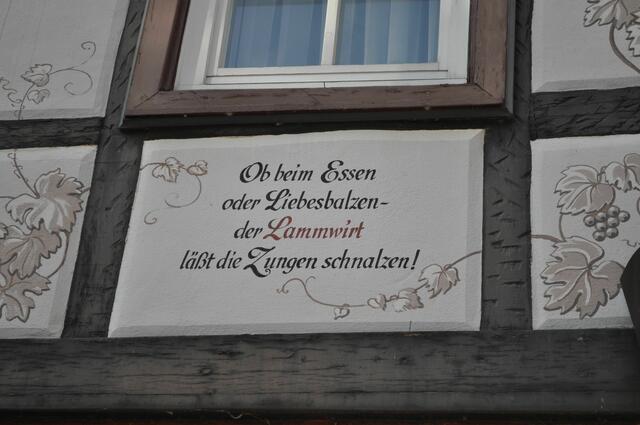 Ob beim Essen
oder Liebesbalzen-
der Lammwirt
läßt die Zungen schnalzen!